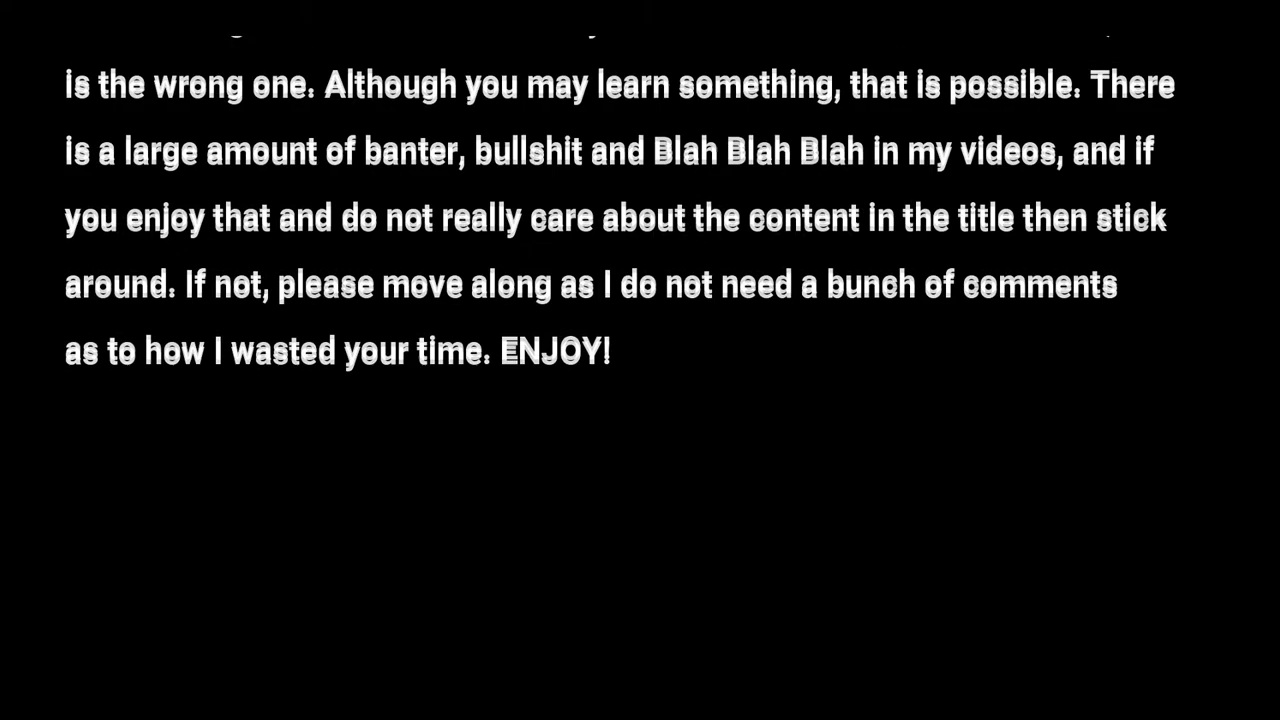 is the wrong one. Although you may learn something, that is possible. There
is a large amount of banter, bullshit and Blah Blah Blah in my videos, and if
you enjoy that and do not really care about the content in the title then stick
around. If not, please move along as I do not need a bunch of comments
as to how I wasted your time. ENJOY!